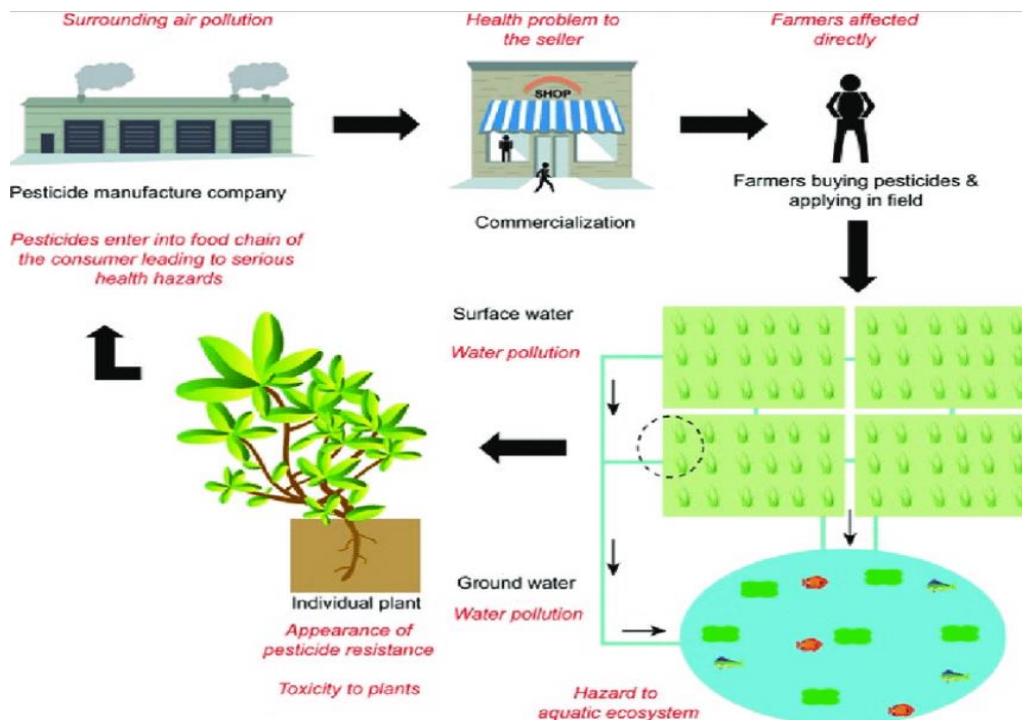 Surrounding air pollution
Health problem to
the seller
Farmers affected
directly
SHOP
Pesticide manufacture company
Commercialization
Farmers buying pesticides &
applying in field
Pesticides enter into food chain of
the consumer leading to serious
health hazards
Surface water
Water pollution
Ground water
Water pollution
Individual plant
Appearance of
pesticide resistance
Toxicity to plants
Hazard to
aquatic ecosystem